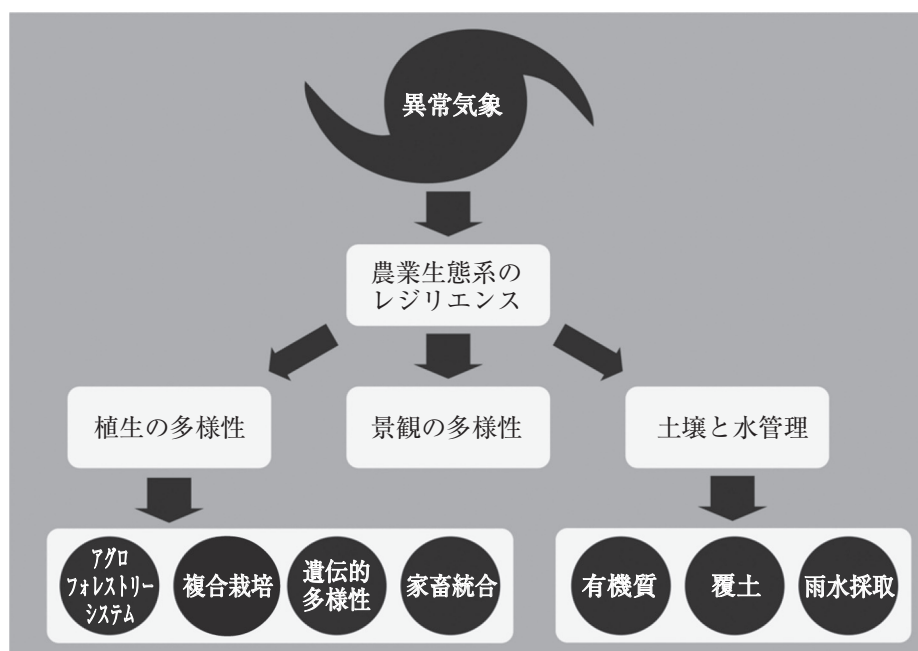 異常気象
農業生態系の
レジリエンス
植生の多様性
景観の多様性
土壌と水管理
アグロ
フォレストリー
システム
複合栽培
遺伝的
多様性
家畜統合
有機質
覆土
雨水採取